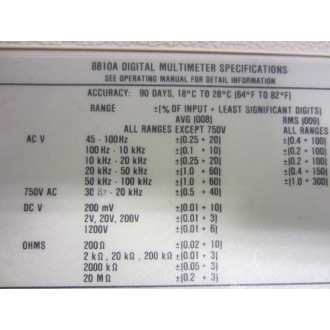 8810A DIGITAL MULTIMETER SPECIFICATIONS
SEE OPERATING MANUAL FOR DETAIL INFORMATION
ACCURACY: 90 DAYS, 18°C TO 28°C (64°F TO 82°F)
RANGE ±(% OF INPUT + LEAST SIGNIFICANT DIGITS)
AVG (008) RMS (009)
ALL RANGES EXCEPT 750V ALL RANGES
AC V 45 - 100Hz ±(0.25 + 20) ±(0.4 + 100)
100 Hz - 10 kHz ±(0.1 + 10) ±(0.2 + 100)
10 kHz - 20 kHz ±(0.25 + 20) ±(0.2 + 100)
20 kHz - 50 kHz ±(1.0 + 60) ±(0.4 + 150)
50 kHz - 100 kHz ±(1.0 + 60) ±(1.0 + 300)
750V AC 30 Hz - 20 kHz ±(0.5 + 40)
DC V 200 mV ±(0.01 + 10)
2V, 20V, 200V ±(0.01 + 3)
1200V ±(0.01 + 6)
OHMS 200Ω ±(0.02 + 10)
2 kΩ, 20 kΩ, 200 kΩ ±(0.01 + 3)
2000 kΩ ±(0.05 + 3)
20 MΩ ±(0.2 + 3)